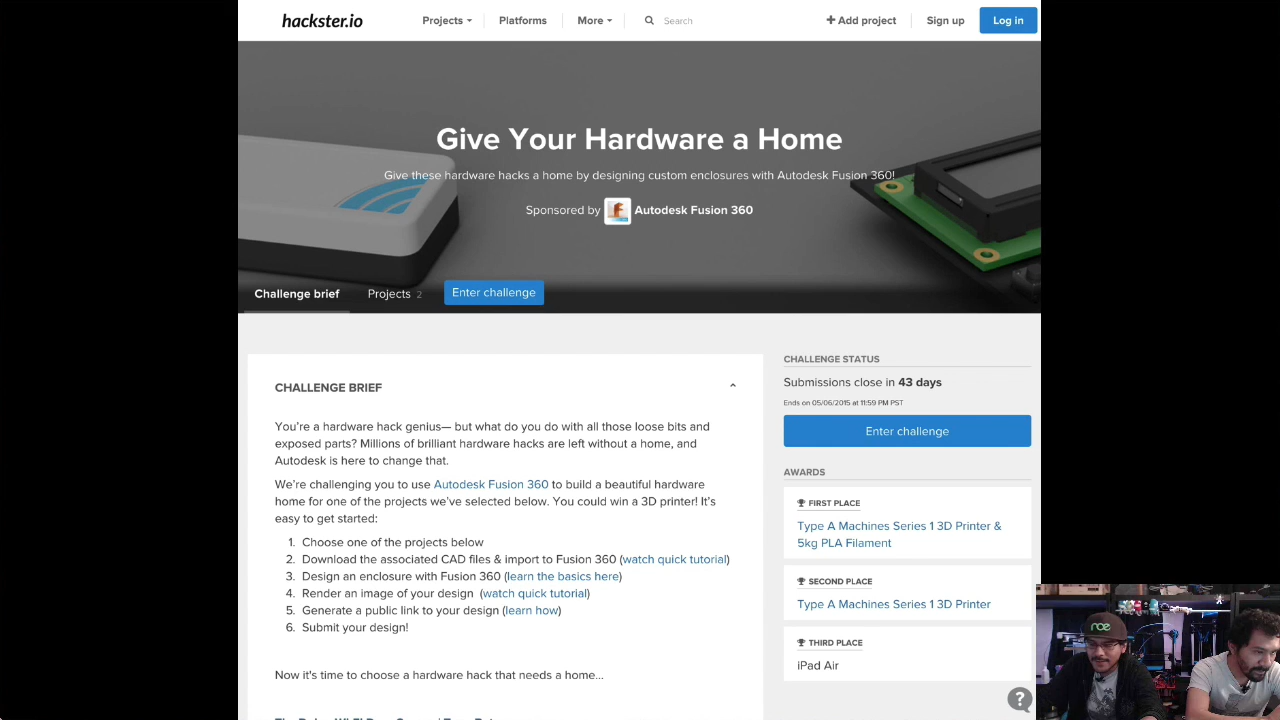 hackster.io
Projects
Platforms
More
Search
Add project
Sign up
Log in
Give Your Hardware a Home
Give these hardware hacks a home by designing custom enclosures with Autodesk Fusion 360!
Sponsored by Autodesk Fusion 360
Challenge brief
Projects 2
Enter challenge
CHALLENGE BRIEF
You're a hardware hack genius— but what do you do with all those loose bits and
exposed parts? Millions of brilliant hardware hacks are left without a home, and
Autodesk is here to change that.
We're challenging you to use Autodesk Fusion 360 to build a beautiful hardware
home for one of the projects we've selected below. You could win a 3D printer! It's
easy to get started:
1. Choose one of the projects below
2. Download the associated CAD files & import to Fusion 360 (watch quick tutorial)
3. Design an enclosure with Fusion 360 (learn the basics here)
4. Render an image of your design (watch quick tutorial)
5. Generate a public link to your design (learn how)
6. Submit your design!
Now it's time to choose a hardware hack that needs a home...
CHALLENGE STATUS
Submissions close in 43 days
Ends on 05/06/2015 at 11:59 PM PST
Enter challenge
AWARDS
FIRST PLACE
Type A Machines Series 1 3D Printer &
5kg PLA Filament
SECOND PLACE
Type A Machines Series 1 3D Printer
THIRD PLACE
iPad Air
?